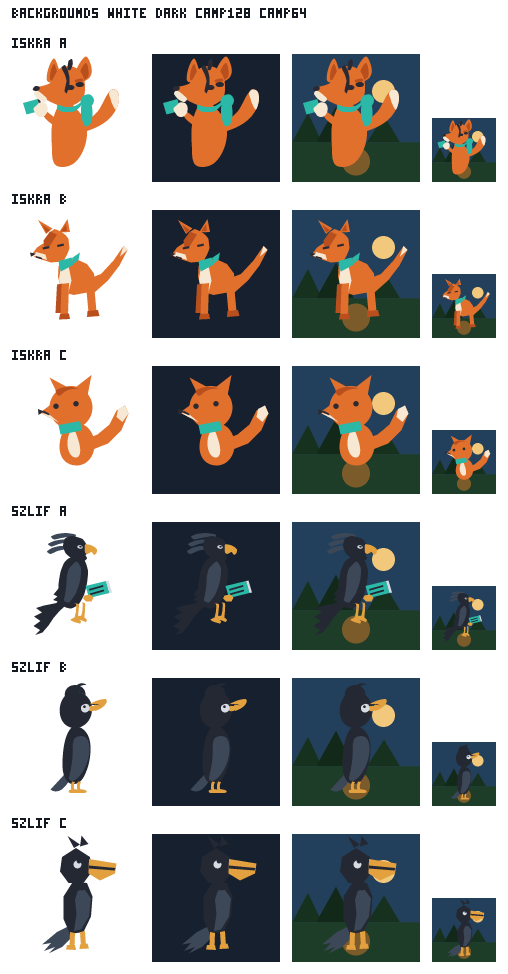 BACKGROUNDS WHITE DARK CAMP128 CAMP64
ISKRA A
ISKRA B
ISKRA C
SZLIF A
SZLIF B
SZLIF C